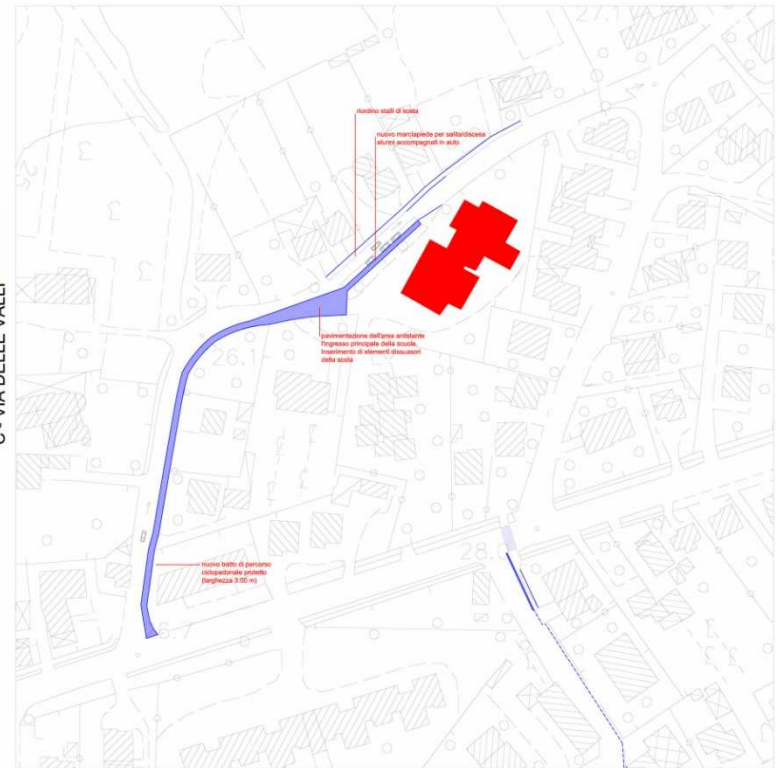 C - VIA DELLE VALLI
riordino stalli di sosta
nuovo marciapiede per salita/discesa
alunni accompagnati in auto
pavimentazione dell'area antistante
l'ingresso principale della scuola.
Inserimento di elementi dissuasori
della sosta
26.1
26.7
28.
nuovo tratto di percorso
ciclopedonale protetto
(larghezza 3.00 m)